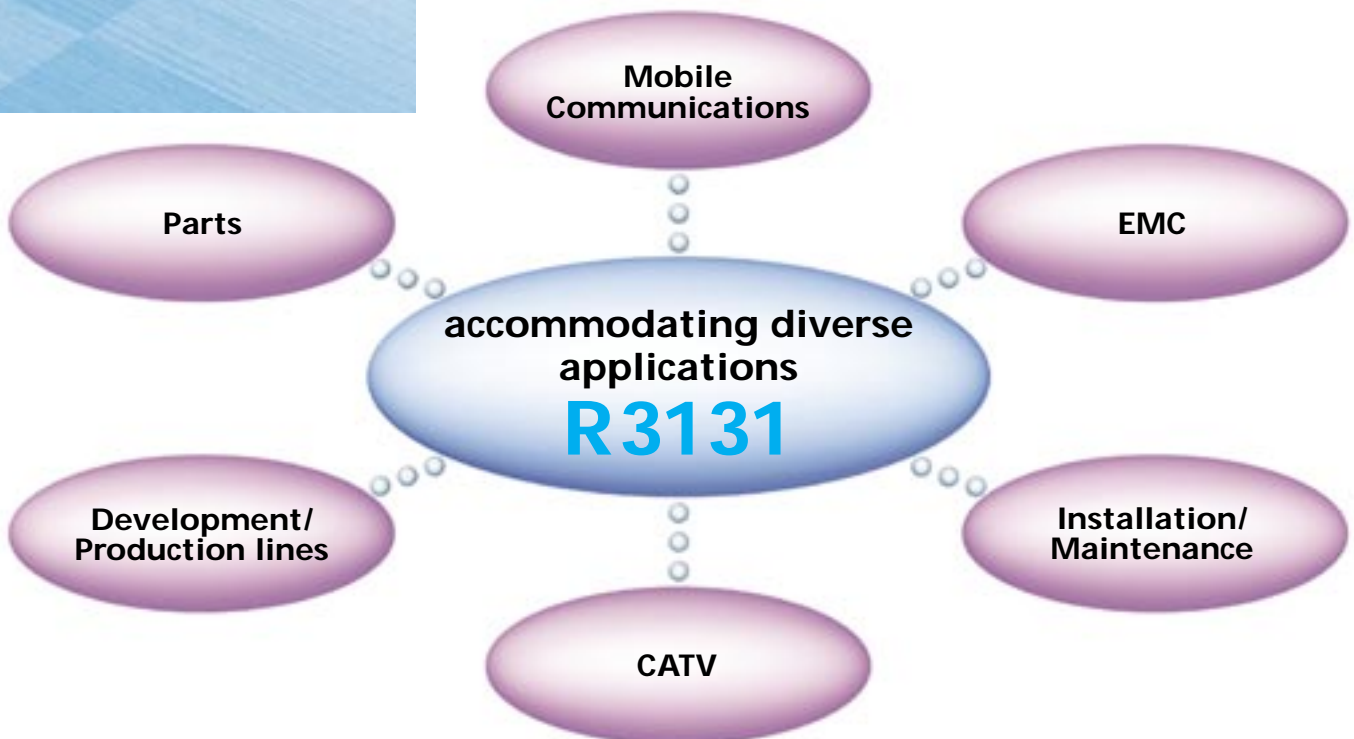 Mobile
Communications
Parts
EMC
accommodating diverse
applications
R3131
Development/
Production lines
Installation/
Maintenance
CATV